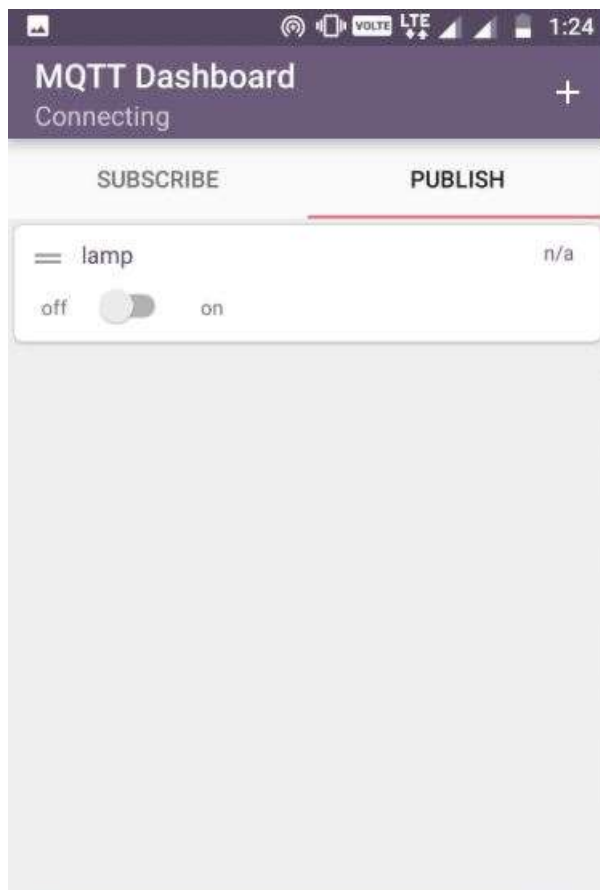 VOLTE LTE 1:24
MQTT Dashboard
Connecting
+
SUBSCRIBE PUBLISH
lamp n/a
off on